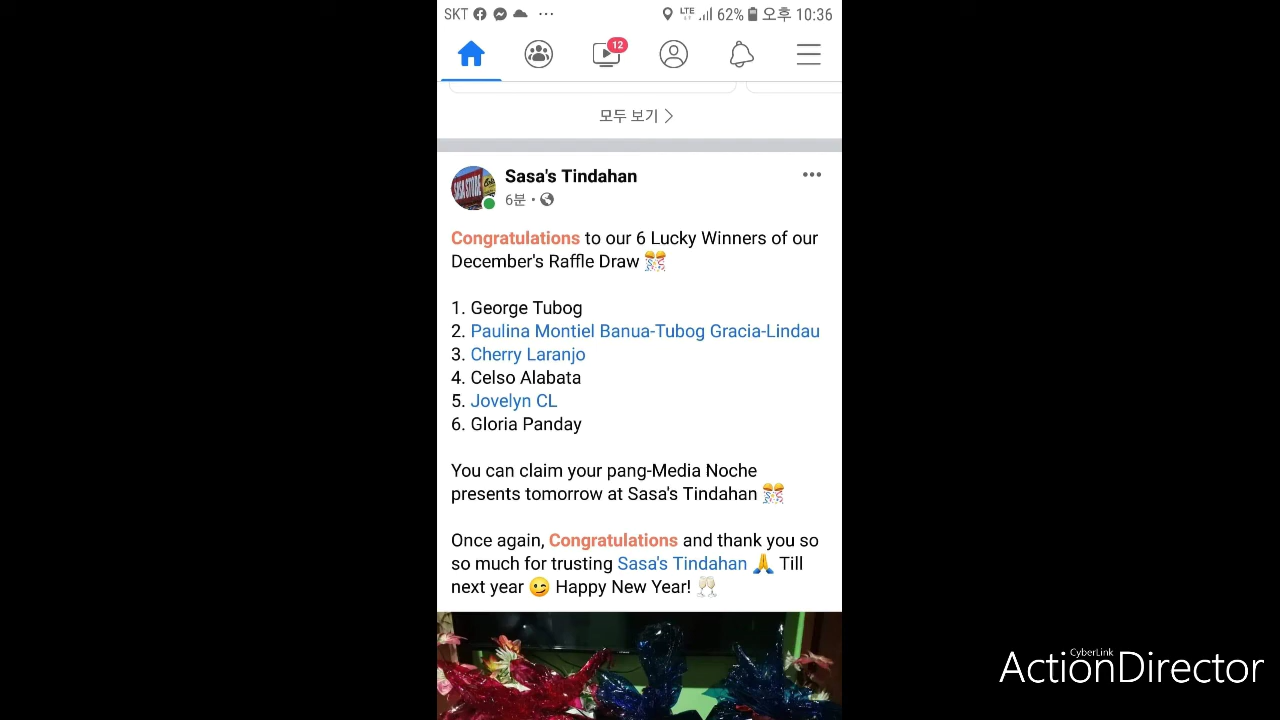 SKT
LTE 62% 오후 10:36
12
모두 보기
Sasa's Tindahan
6분 ·
Congratulations to our 6 Lucky Winners of our
December's Raffle Draw 🎊
1. George Tubog
2. Paulina Montiel Banua-Tubog Gracia-Lindau
3. Cherry Laranjo
4. Celso Alabata
5. Jovelyn CL
6. Gloria Panday
You can claim your pang-Media Noche
presents tomorrow at Sasa's Tindahan 🎊
Once again, Congratulations and thank you so
so much for trusting Sasa's Tindahan 🙏 Till
next year 😉 Happy New Year! 🥂
CyberLink
ActionDirector